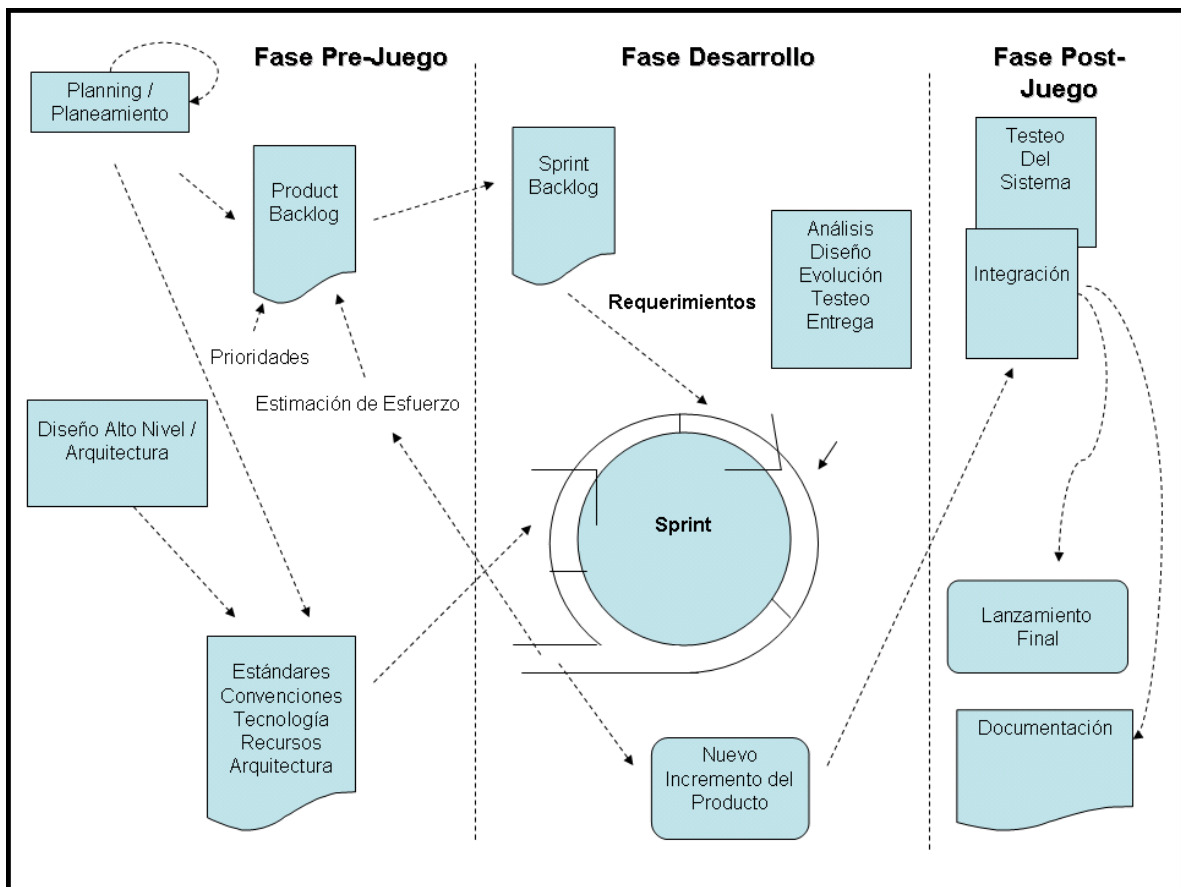 Fase Pre-Juego
Planning /
Planeamiento
Product
Backlog
Prioridades
Estimación de Esfuerzo
Diseño Alto Nivel /
Arquitectura
Estándares
Convenciones
Tecnología
Recursos
Arquitectura
Fase Desarrollo
Sprint
Backlog
Requerimientos
Análisis
Diseño
Evolución
Testeo
Entrega
Sprint
Nuevo
Incremento del
Producto
Fase Post-
Juego
Testeo
Del
Sistema
Integración
Lanzamiento
Final
Documentación